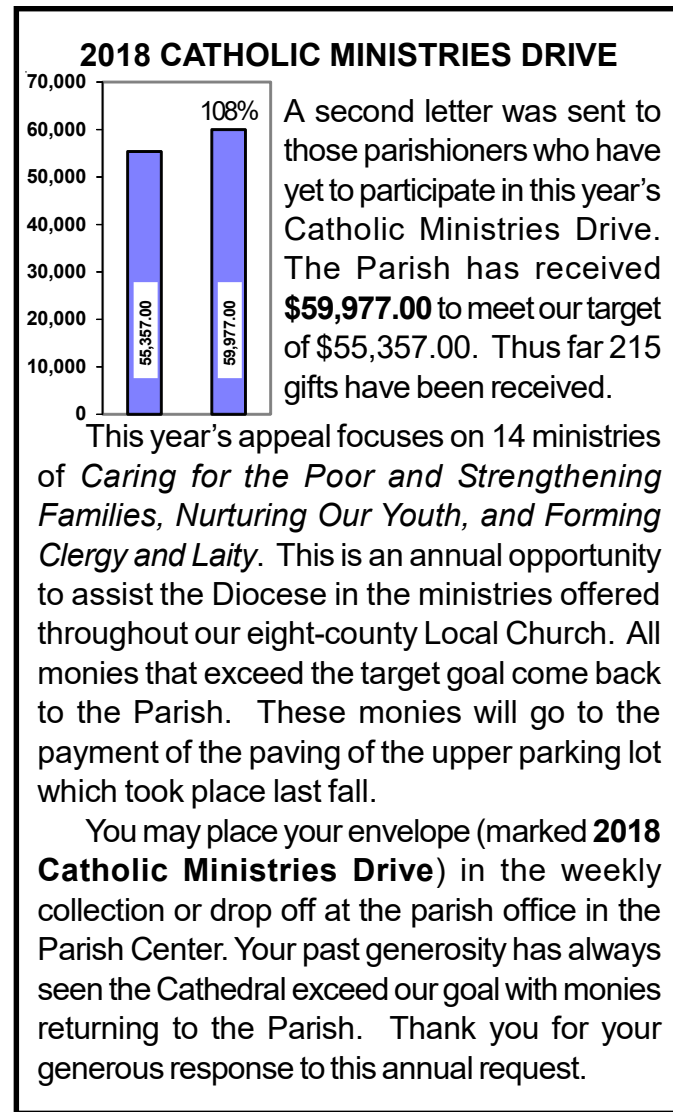 2018 CATHOLIC MINISTRIES DRIVE
70,000
60,000
50,000
40,000
30,000
20,000
10,000
0
108%
55,357.00
59,977.00
A second letter was sent to
those parishioners who have
yet to participate in this year's
Catholic Ministries Drive.
The Parish has received
$59,977.00 to meet our target
of $55,357.00. Thus far 215
gifts have been received.
This year's appeal focuses on 14 ministries
of Caring for the Poor and Strengthening
Families, Nurturing Our Youth, and Forming
Clergy and Laity. This is an annual opportunity
to assist the Diocese in the ministries offered
throughout our eight-county Local Church. All
monies that exceed the target goal come back
to the Parish. These monies will go to the
payment of the paving of the upper parking lot
which took place last fall.
You may place your envelope (marked 2018
Catholic Ministries Drive) in the weekly
collection or drop off at the parish office in the
Parish Center. Your past generosity has always
seen the Cathedral exceed our goal with monies
returning to the Parish. Thank you for your
generous response to this annual request.